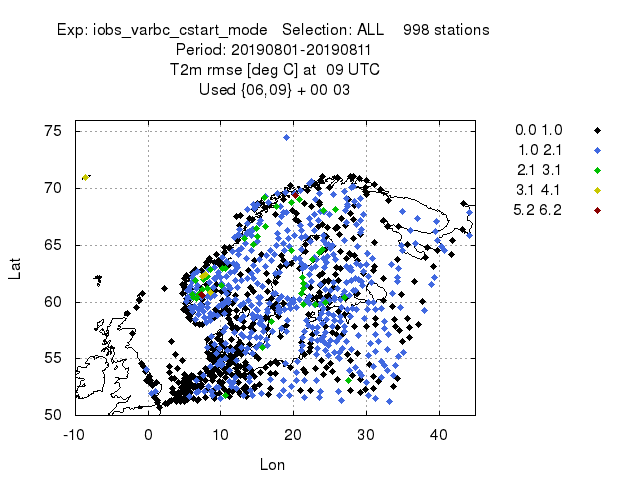 Exp: iobs_varbc_cstart_mode Selection: ALL 998 stations
Period: 20190801-20190811
T2m rmse [deg C] at 09 UTC
Used {06,09} + 00 03
0.0 1.0
1.0 2.1
2.1 3.1
3.1 4.1
5.2 6.2
75
70
65
60
55
50
Lat
-10 0 10 20 30 40
Lon